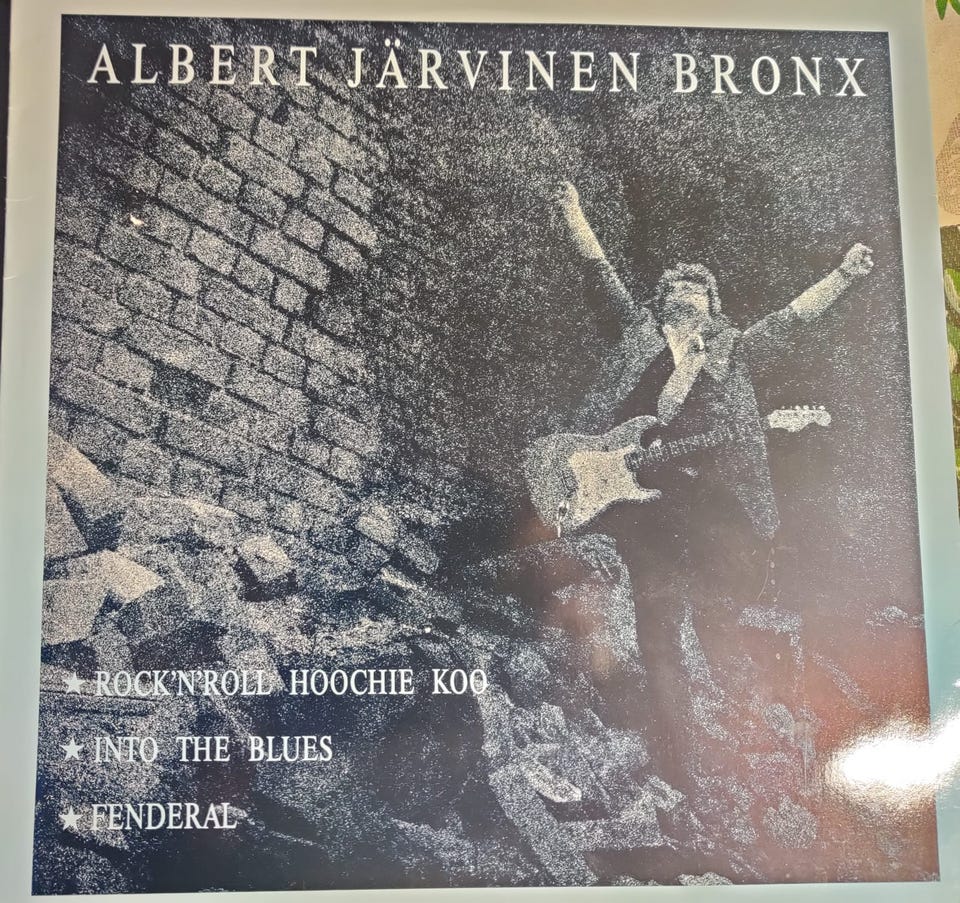 ALBERT JÄRVINEN BRONX
★ ROCK'N'ROLL HOOCHIE KOO
★ INTO THE BLUES
★ FENDERAL